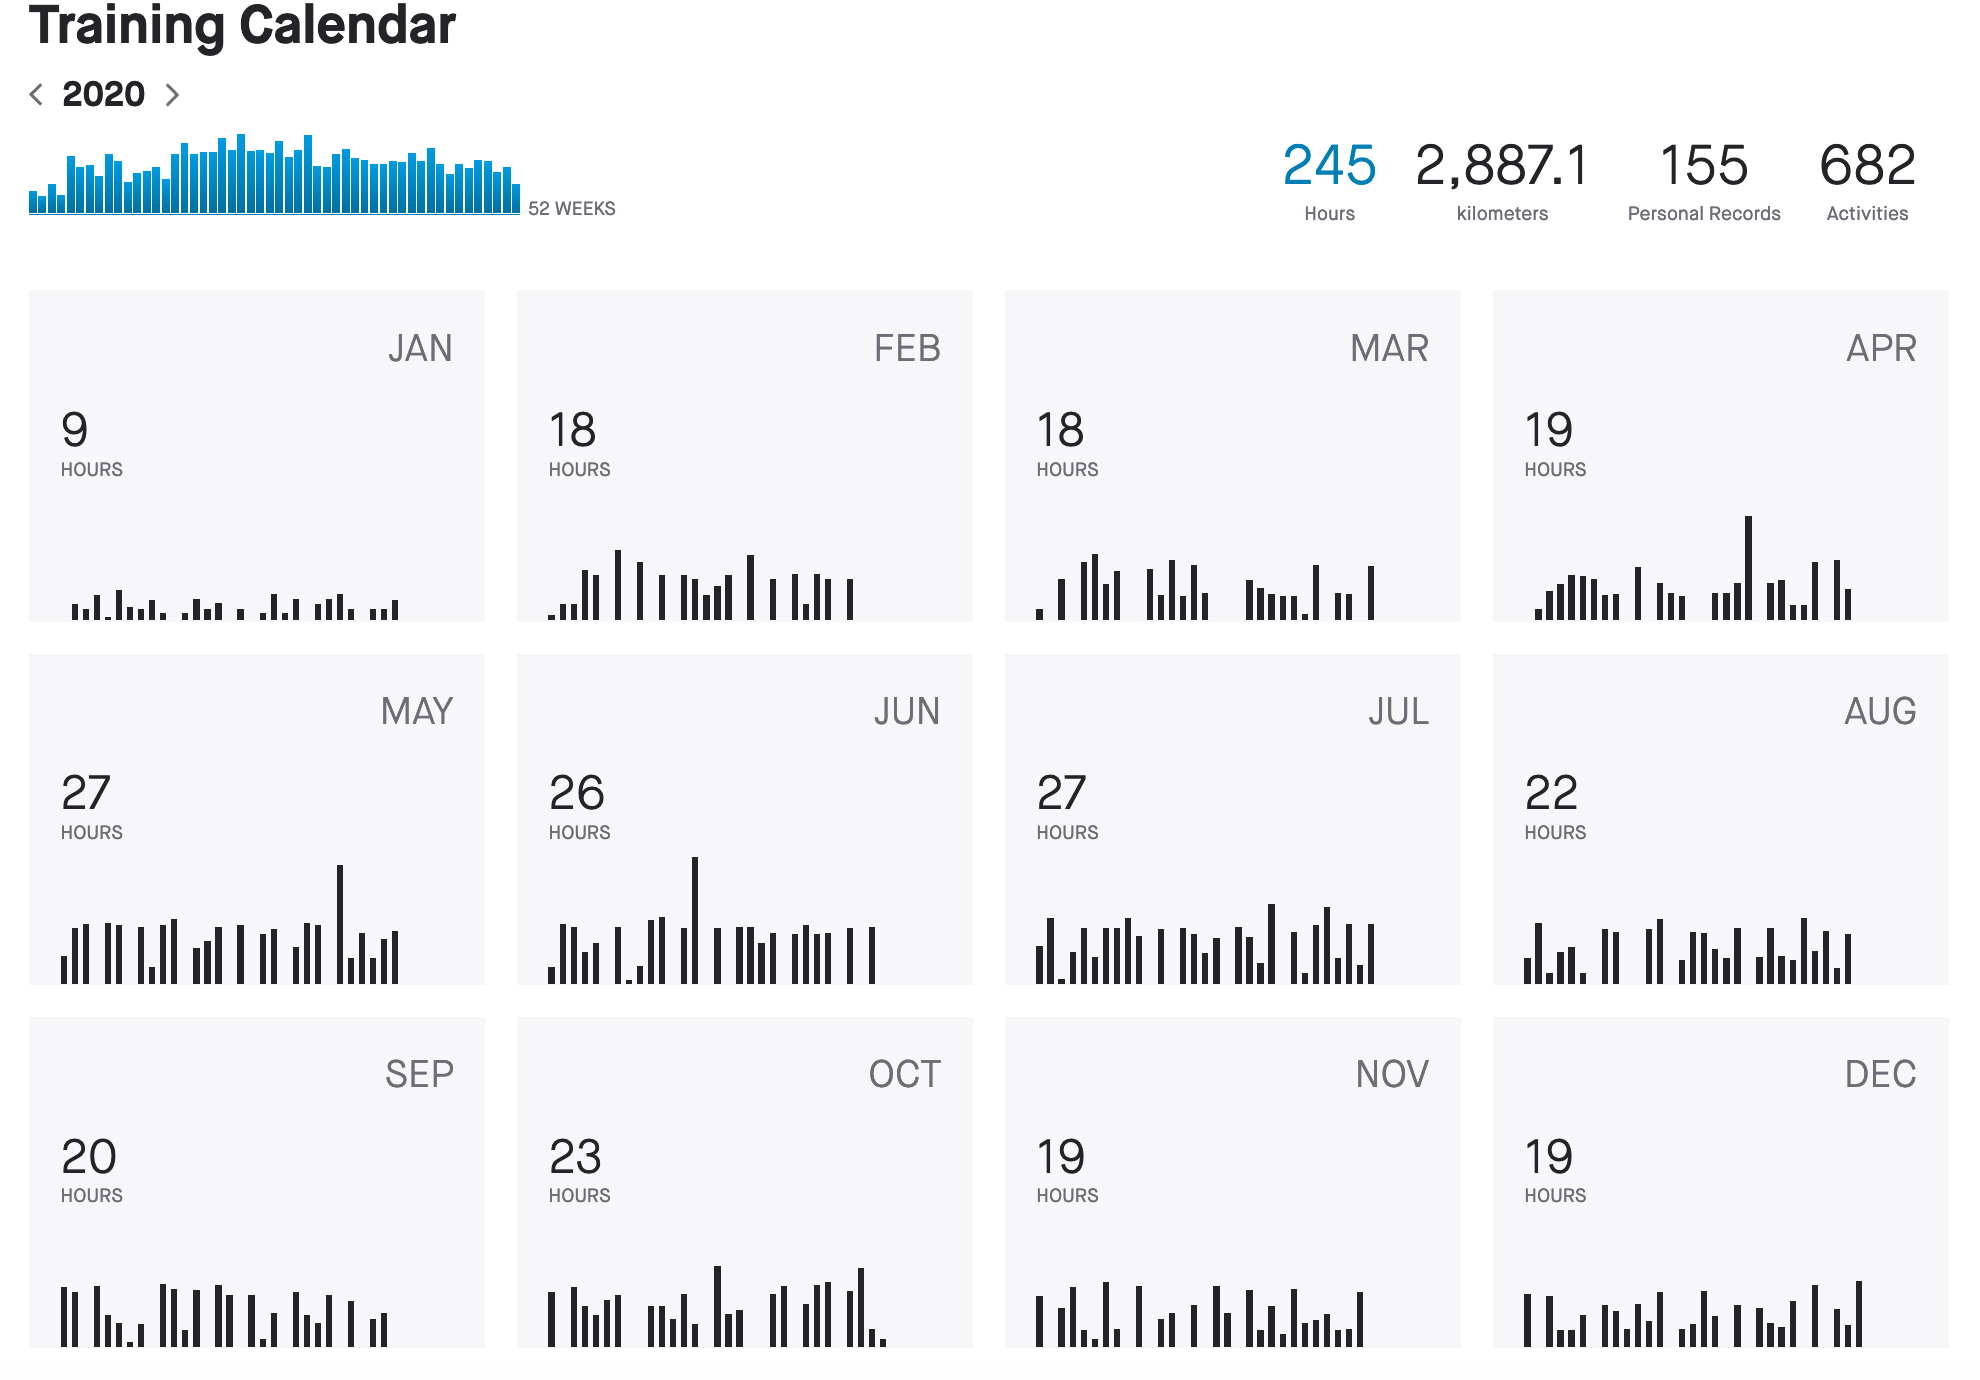 Training Calendar
2020
52 WEEKS
245 2,887.1 155 682
Hours kilometers Personal Records Activities
JAN FEB MAR APR
9 18 18 19
HOURS HOURS HOURS HOURS
MAY JUN JUL AUG
27 26 27 22
HOURS HOURS HOURS HOURS
SEP OCT NOV DEC
20 23 19 19
HOURS HOURS HOURS HOURS